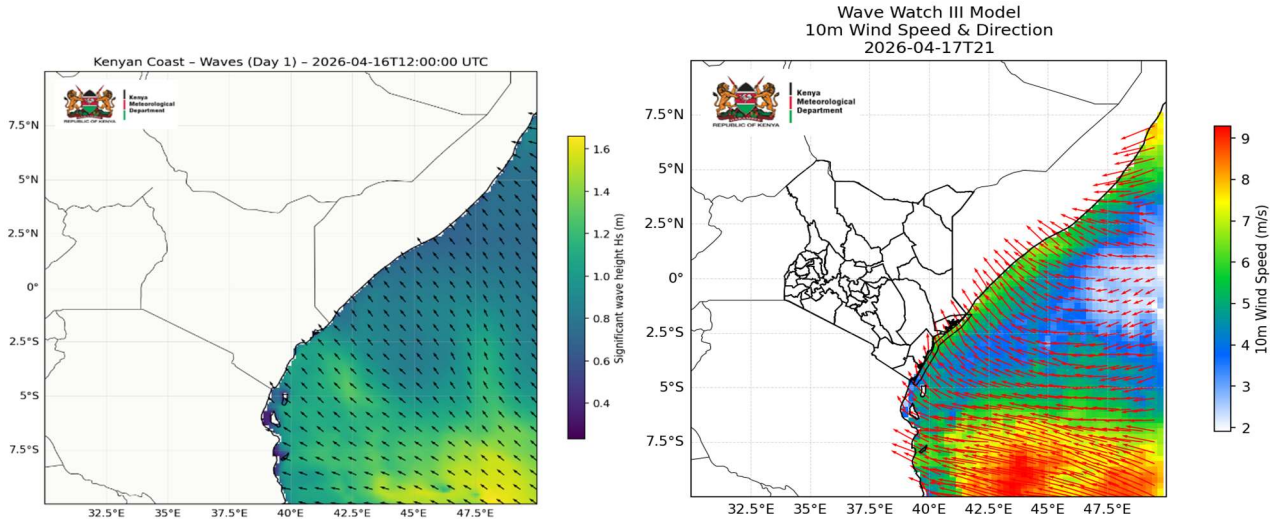 Kenyan Coast – Waves (Day 1) – 2026-04-16T12:00:00 UTC
Kenya
Meteorological
Department
REPUBLIC OF KENYA
7.5°N
5°N
2.5°N
0°
2.5°S
5°S
7.5°S
32.5°E
35°E
37.5°E
40°E
42.5°E
45°E
47.5°E
1.6
1.4
1.2
1.0
0.8
0.6
0.4
Significant wave height Hs (m)
Wave Watch III Model
10m Wind Speed & Direction
2026-04-17T21
Kenya
Meteorological
Department
REPUBLIC OF KENYA
7.5°N
5°N
2.5°N
0°
2.5°S
5°S
7.5°S
32.5°E
35°E
37.5°E
40°E
42.5°E
45°E
47.5°E
9
8
7
6
5
4
3
2
10m Wind Speed (m/s)